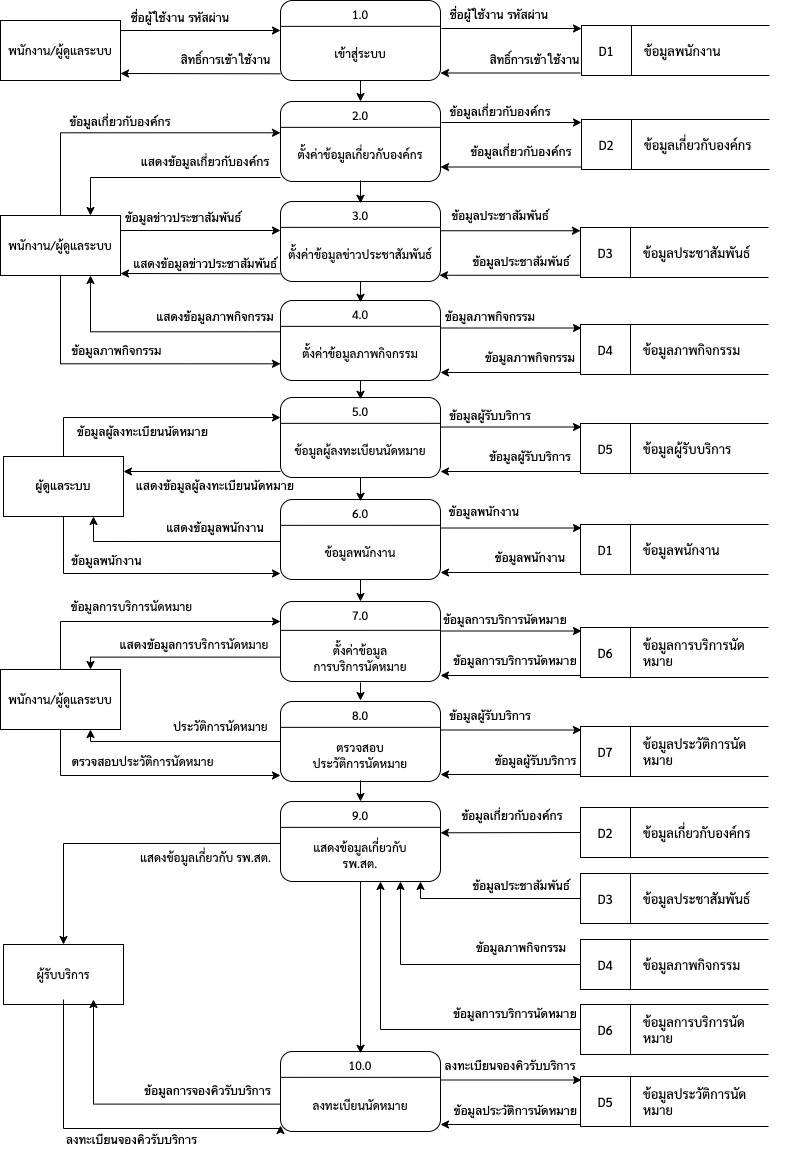 ชื่อผู้ใช้งาน รหัสผ่าน
1.0
ชื่อผู้ใช้งาน รหัสผ่าน
พนักงาน/ผู้ดูแลระบบ
เข้าสู่ระบบ
D1
ข้อมูลพนักงาน
สิทธิ์การเข้าใช้งาน
สิทธิ์การเข้าใช้งาน
ข้อมูลเกี่ยวกับองค์กร
2.0
ข้อมูลเกี่ยวกับองค์กร
แสดงข้อมูลเกี่ยวกับองค์กร
ตั้งค่าข้อมูลเกี่ยวกับองค์กร
ข้อมูลเกี่ยวกับองค์กร
D2
ข้อมูลเกี่ยวกับองค์กร
ข้อมูลข่าวประชาสัมพันธ์
3.0
ข้อมูลประชาสัมพันธ์
พนักงาน/ผู้ดูแลระบบ
ตั้งค่าข้อมูลข่าวประชาสัมพันธ์
D3
ข้อมูลประชาสัมพันธ์
แสดงข้อมูลข่าวประชาสัมพันธ์
ข้อมูลประชาสัมพันธ์
แสดงข้อมูลภาพกิจกรรม
4.0
ข้อมูลภาพกิจกรรม
ข้อมูลภาพกิจกรรม
ตั้งค่าข้อมูลภาพกิจกรรม
ข้อมูลภาพกิจกรรม
D4
ข้อมูลภาพกิจกรรม
ข้อมูลผู้ลงทะเบียนนัดหมาย
5.0
ข้อมูลผู้รับบริการ
ข้อมูลผู้ลงทะเบียนนัดหมาย
D5
ข้อมูลผู้รับบริการ
ผู้ดูแลระบบ
แสดงข้อมูลผู้ลงทะเบียนนัดหมาย
ข้อมูลผู้รับบริการ
แสดงข้อมูลพนักงาน
6.0
ข้อมูลพนักงาน
ข้อมูลพนักงาน
ข้อมูลพนักงาน
ข้อมูลพนักงาน
D1
ข้อมูลพนักงาน
ข้อมูลการบริการนัดหมาย
7.0
ข้อมูลการบริการนัดหมาย
แสดงข้อมูลการบริการนัดหมาย
ตั้งค่าข้อมูล
การบริการนัดหมาย
ข้อมูลการบริการนัดหมาย
D6
ข้อมูลการบริการนัด
หมาย
พนักงาน/ผู้ดูแลระบบ
ประวัติการนัดหมาย
8.0
ข้อมูลผู้รับบริการ
ตรวจสอบประวัติการนัดหมาย
ตรวจสอบ
ประวัติการนัดหมาย
ข้อมูลผู้รับบริการ
D7
ข้อมูลประวัติการนัด
หมาย
9.0
ข้อมูลเกี่ยวกับองค์กร
D2
ข้อมูลเกี่ยวกับองค์กร
แสดงข้อมูลเกี่ยวกับ รพ.สต.
แสดงข้อมูลเกี่ยวกับ
รพ.สต.
ข้อมูลประชาสัมพันธ์
D3
ข้อมูลประชาสัมพันธ์
ผู้รับบริการ
ข้อมูลภาพกิจกรรม
D4
ข้อมูลภาพกิจกรรม
ข้อมูลการบริการนัดหมาย
D6
ข้อมูลการบริการนัด
หมาย
10.0
ลงทะเบียนจองคิวรับบริการ
ข้อมูลการจองคิวรับบริการ
ลงทะเบียนนัดหมาย
ข้อมูลประวัติการนัดหมาย
D5
ข้อมูลประวัติการนัด
หมาย
ลงทะเบียนจองคิวรับบริการ